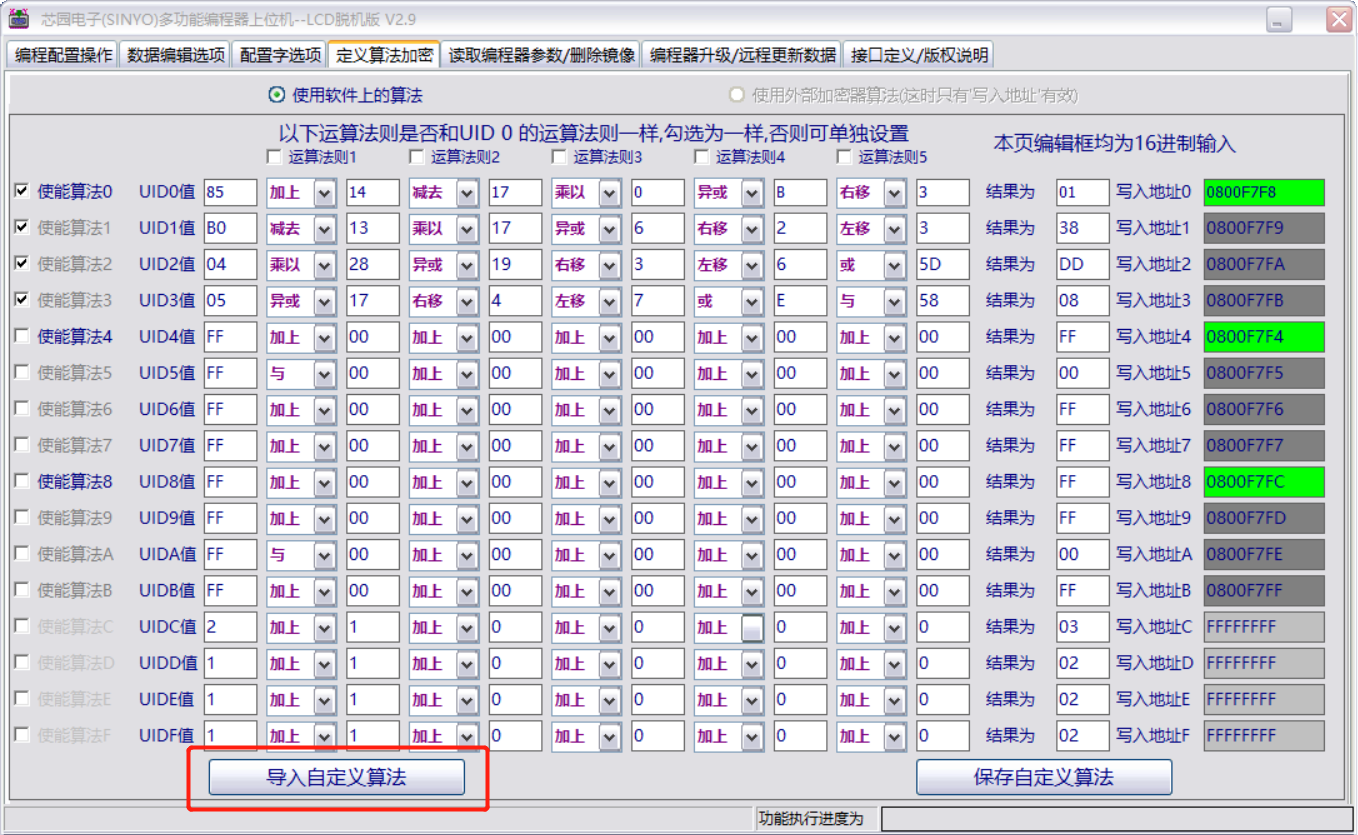 芯园电子(SINYO)多功能编程器上位机--LCD脱机版 V2.9
编程配置操作 数据编辑选项 配置字选项 定义算法加密 读取编程器参数/删除镜像 编程器升级/远程更新数据 接口定义/版权说明
使用软件上的算法 使用外部加密器算法(这时只有'写入地址'有效)
以下运算法则是否和UID 0 的运算法则一样,勾选为一样,否则可单独设置 本页编辑框均为16进制输入
运算法则1 运算法则2 运算法则3 运算法则4 运算法则5
使能算法0 UID0值 85 加上 14 减去 17 乘以 0 异或 B 右移 3 结果为 01 写入地址0 0800F7F8
使能算法1 UID1值 B0 减去 13 乘以 17 异或 6 右移 2 左移 3 结果为 38 写入地址1 0800F7F9
使能算法2 UID2值 04 乘以 28 异或 19 右移 3 左移 6 或 5D 结果为 DD 写入地址2 0800F7FA
使能算法3 UID3值 05 异或 17 右移 4 左移 7 或 E 与 58 结果为 08 写入地址3 0800F7FB
使能算法4 UID4值 FF 加上 00 加上 00 加上 00 加上 00 加上 00 结果为 FF 写入地址4 0800F7F4
使能算法5 UID5值 FF 与 00 加上 00 加上 00 加上 00 加上 00 结果为 00 写入地址5 0800F7F5
使能算法6 UID6值 FF 加上 00 加上 00 加上 00 加上 00 加上 00 结果为 FF 写入地址6 0800F7F6
使能算法7 UID7值 FF 加上 00 加上 00 加上 00 加上 00 加上 00 结果为 FF 写入地址7 0800F7F7
使能算法8 UID8值 FF 加上 00 加上 00 加上 00 加上 00 加上 00 结果为 FF 写入地址8 0800F7FC
使能算法9 UID9值 FF 加上 00 加上 00 加上 00 加上 00 加上 00 结果为 FF 写入地址9 0800F7FD
使能算法A UIDA值 FF 与 00 加上 00 加上 00 加上 00 加上 00 结果为 00 写入地址A 0800F7FE
使能算法B UIDB值 FF 加上 00 加上 00 加上 00 加上 00 加上 00 结果为 FF 写入地址B 0800F7FF
使能算法C UIDC值 2 加上 1 加上 0 加上 0 加上 0 加上 0 结果为 03 写入地址C FFFFFFFF
使能算法D UIDD值 1 加上 1 加上 0 加上 0 加上 0 加上 0 结果为 02 写入地址D FFFFFFFF
使能算法E UIDE值 1 加上 1 加上 0 加上 0 加上 0 加上 0 结果为 02 写入地址E FFFFFFFF
使能算法F UIDF值 1 加上 1 加上 0 加上 0 加上 0 加上 0 结果为 02 写入地址F FFFFFFFF
导入自定义算法 保存自定义算法
功能执行进度为